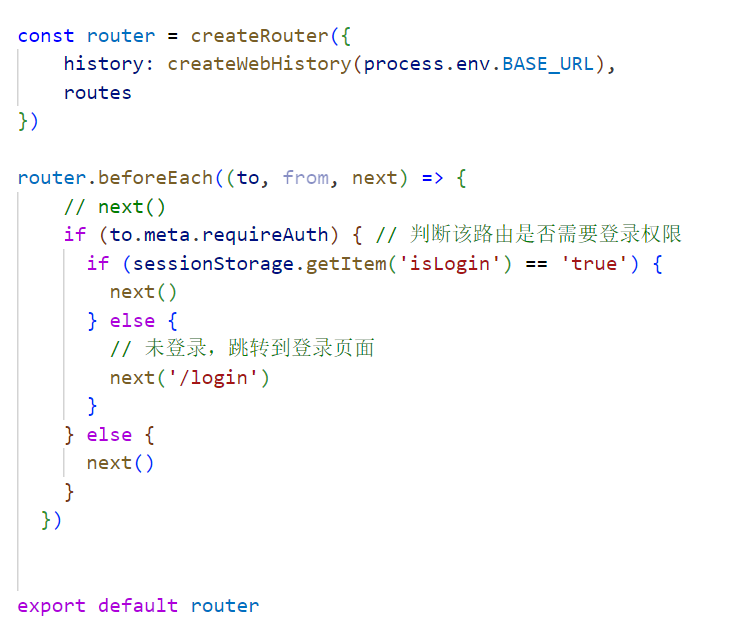 const router = createRouter({
    history: createWebHistory(process.env.BASE_URL),
    routes
})
router.beforeEach((to, from, next) => {
    // next()
    if (to.meta.requireAuth) { // 判断该路由是否需要登录权限
      if (sessionStorage.getItem('isLogin') == 'true') {
        next()
      } else {
        // 未登录，跳转到登录页面
        next('/login')
      }
    } else {
      next()
    }
  })
export default router